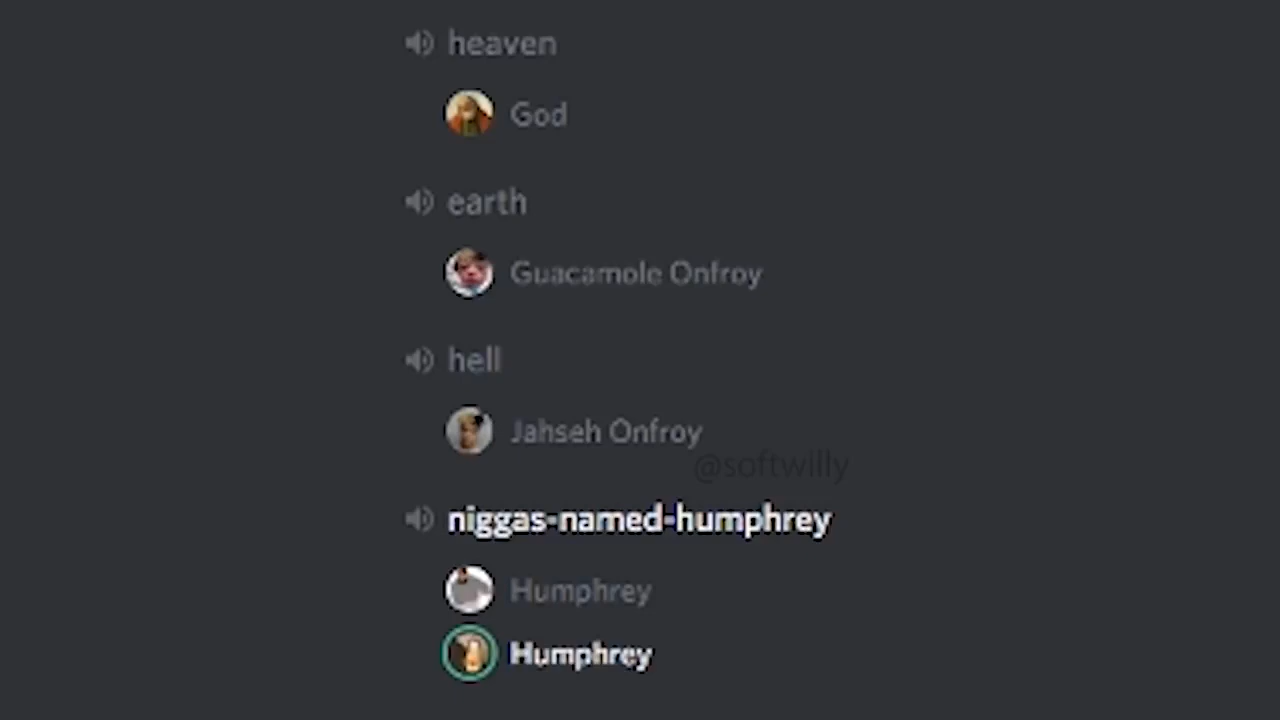 heaven
God
earth
Guacamole Onfroy
hell
Jahseh Onfroy
@softwilly
niggas-named-humphrey
Humphrey
Humphrey